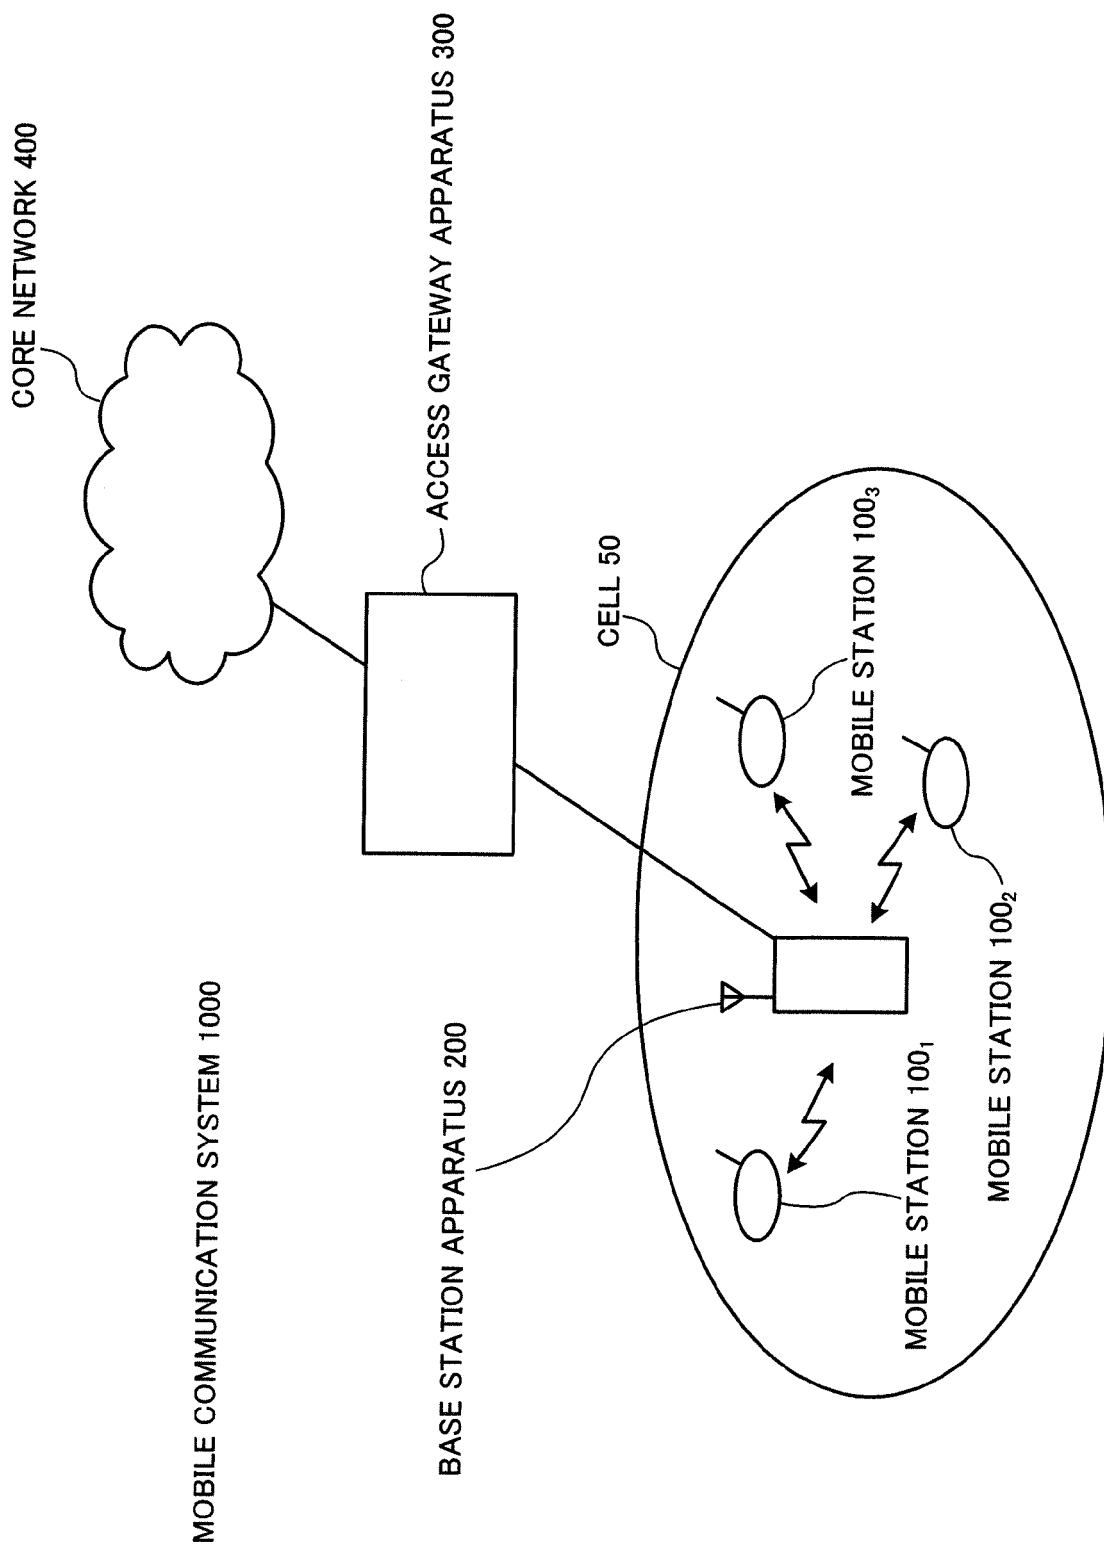 MOBILE COMMUNICATION SYSTEM 1000
CORE NETWORK 400
ACCESS GATEWAY APPARATUS 300
BASE STATION APPARATUS 200
CELL 50
MOBILE STATION 100₃
MOBILE STATION 100₁
MOBILE STATION 100₂